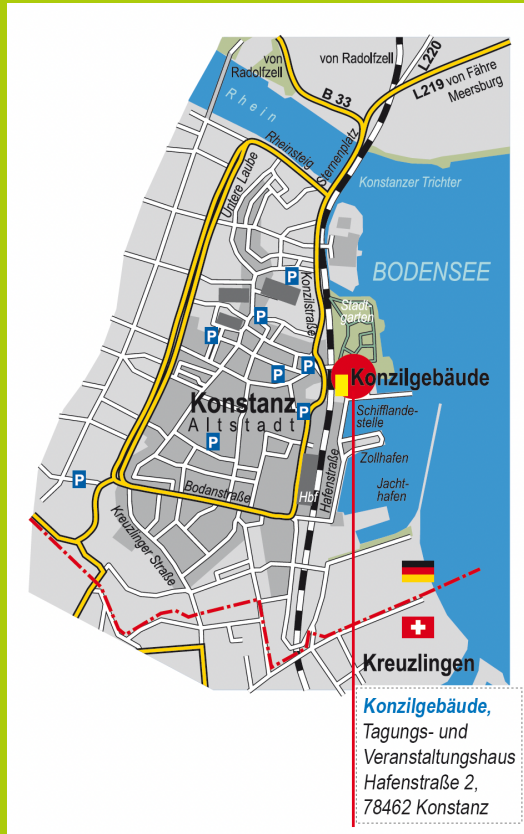 von
Radolfzell
von Radolfzell
L220
B 33
L219 von Fähre
Meersburg
Rhein
Rheinsteig
Sternenplatz
Untere Laube
Konstanzer Trichter
BODENSEE
P
Konzilstraße
Stadt-
garten
P
P
P
P
Konzilgebäude
Konstanz
Altstadt
P
Schifflande-
stelle
P
Zollhafen
P
Bodanstraße
Hbf
Hafenstraße
Jacht-
hafen
Kreuzlinger Straße
Kreuzlingen
Konzilgebäude,
Tagungs- und
Veranstaltungshaus
Hafenstraße 2,
78462 Konstanz